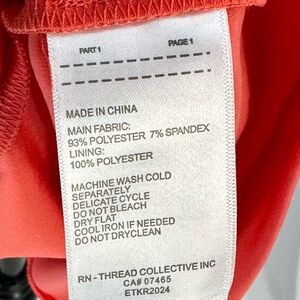 PART 1 PAGE 1
MADE IN CHINA
MAIN FABRIC:
93% POLYESTER 7% SPANDEX
LINING:
100% POLYESTER
MACHINE WASH COLD
SEPARATELY
DELICATE CYCLE
DO NOT BLEACH
DRY FLAT
COOL IRON IF NEEDED
DO NOT DRYCLEAN
RN - THREAD COLLECTIVE INC
CA# 07465
ETKR2024